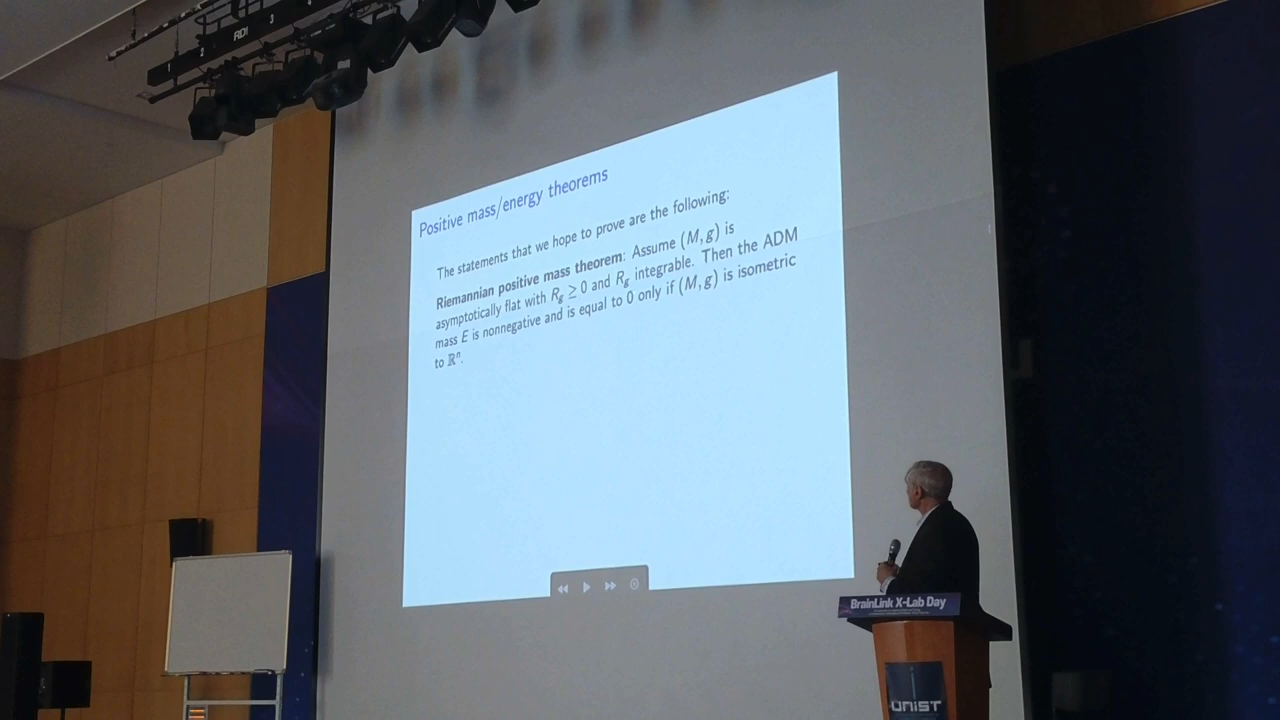 Positive mass/energy theorems
The statements that we hope to prove are the following:
Riemannian positive mass theorem: Assume (M, g) is
asymptotically flat with R_g ≥ 0 and R_g integrable. Then the ADM
mass E is nonnegative and is equal to 0 only if (M, g) is isometric
to ℝⁿ.
BrainLink X-Lab Day
UNIST